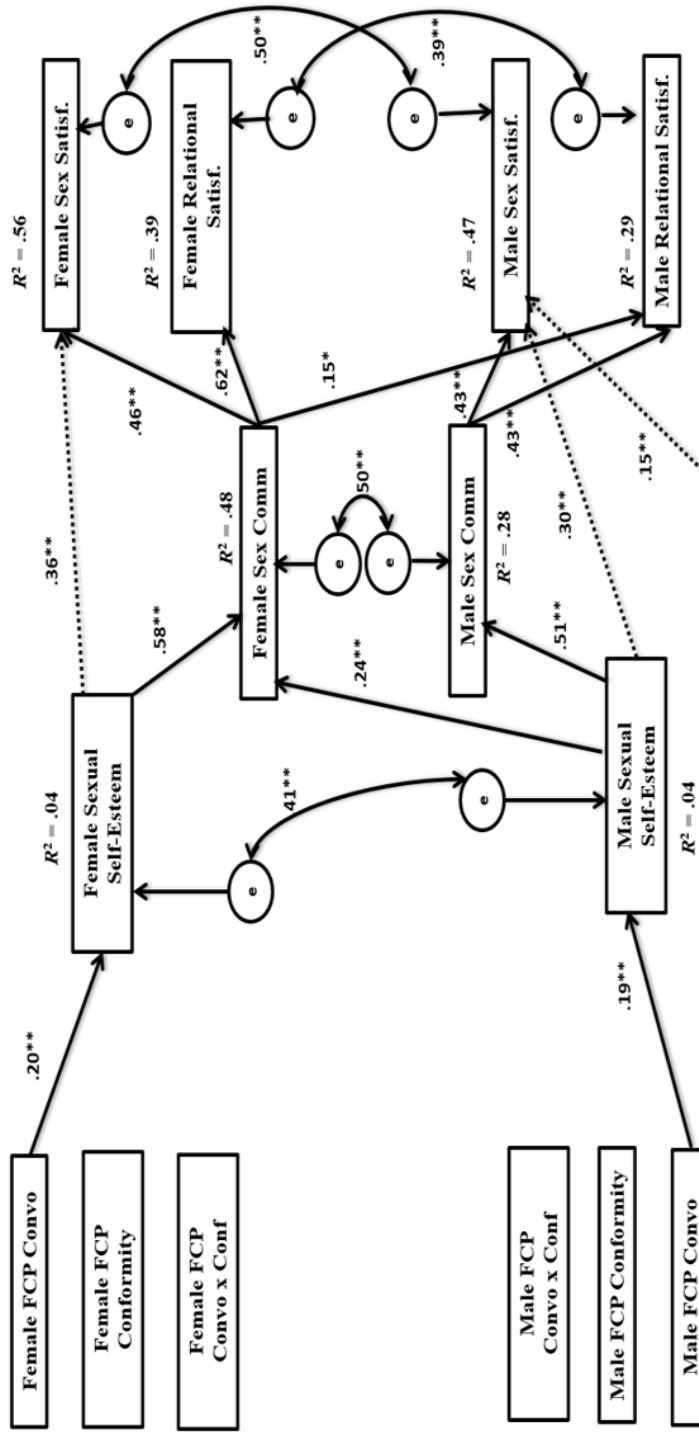 Female FCP Convo
Female FCP
Conformity
Female FCP
Convo x Conf
Male FCP
Convo x Conf
Male FCP Conformity
Male FCP Convo
.20**
.19**
R² = .04
Female Sexual
Self-Esteem
e
.41**
e
Male Sexual
Self-Esteem
R² = .04
.36**
.58**
.24**
.51**
.30**
.15**
R² = .48
Female Sex Comm
e
.50**
e
Male Sex Comm
R² = .28
.46**
.62**
.15*
.43**
.43**
R² = .56
Female Sex Satisf.
R² = .39
Female Relational
Satisf.
R² = .47
Male Sex Satisf.
R² = .29
Male Relational Satisf.
e
e
e
e
.50**
.39**